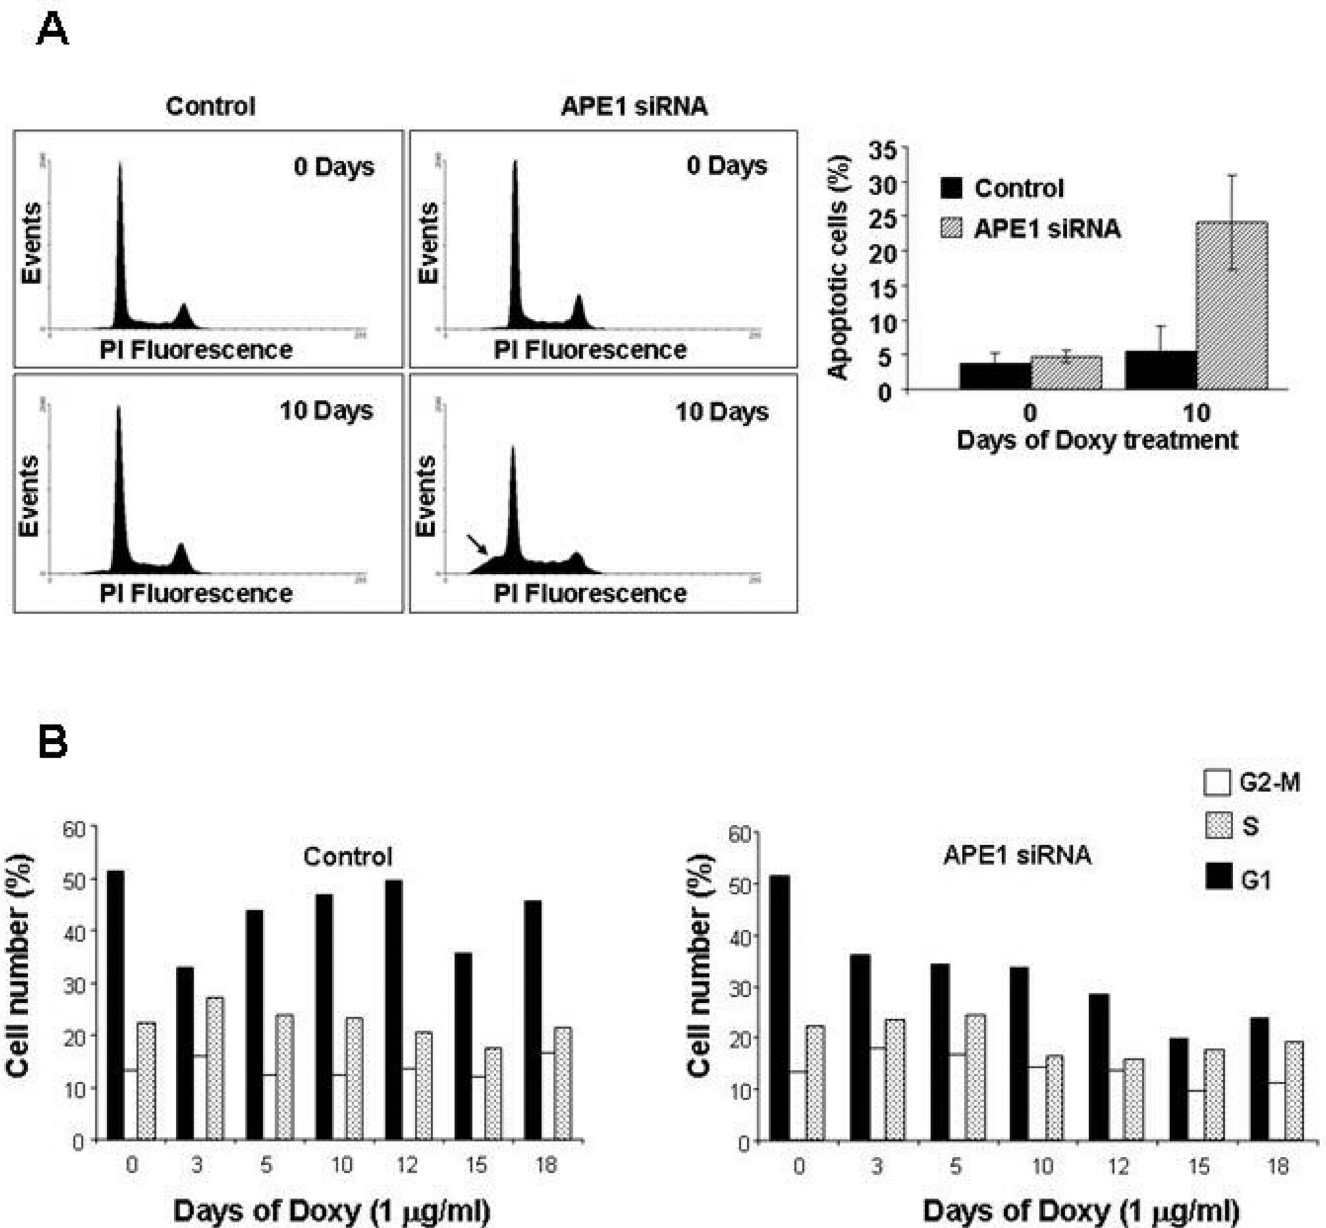 A
Control
APE1 siRNA
0 Days
Events
PI Fluorescence
0 Days
Events
PI Fluorescence
10 Days
Events
PI Fluorescence
10 Days
Events
PI Fluorescence
Apoptotic cells (%)
35
30
25
20
15
10
5
0
Control
APE1 siRNA
0 10
Days of Doxy treatment
B
Control
Cell number (%)
60
50
40
30
20
10
0
0 3 5 10 12 15 18
Days of Doxy (1 µg/ml)
APE1 siRNA
G2-M
S
G1
Cell number (%)
60
50
40
30
20
10
0
0 3 5 10 12 15 18
Days of Doxy (1 µg/ml)